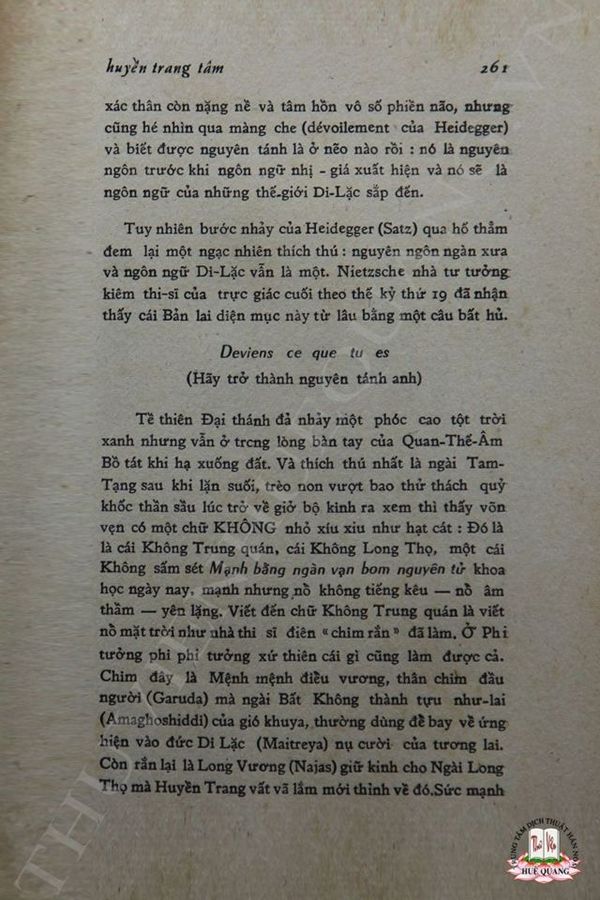 huyền trang tâm 261
xác thân còn nặng nề và tâm hồn vô số phiền não, nhưng
cũng hé nhìn qua màng che (dévoilement của Heidegger)
và biết được nguyên tánh là ở nẽo nào rồi : nó là nguyên
ngôn trước khi ngôn ngữ nhị - giá xuất hiện và nó sẽ là
ngôn ngữ của những thế-giới Di-Lặc sắp đến.
Tuy nhiên bước nhảy của Heidegger (Satz) qua hố thẳm
đem lại một ngạc nhiên thích thú : nguyên ngôn ngàn xưa
và ngôn ngữ Di-Lặc vẫn là một. Nietzsche nhà tư tưởng
kiêm thi-sĩ của trực giác cuối theo thế kỷ thứ 19 đã nhận
thấy cái Bản lai diện mục này từ lâu bằng một câu bất hủ.
Deviens ce que tu es
(Hãy trở thành nguyên tánh anh)
Tề thiên Đại thánh đả nhảy một phóc cao tột trời
xanh nhưng vẫn ở trcng lòng bàn tay của Quan-Thế-Âm
Bồ tát khi hạ xuống đất. Và thích thú nhất là ngài Tam-
Tạng sau khi lặn suối, trèo non vượt bao thử thách quỷ
khốc thần sầu lúc trở về giở bộ kinh ra xem thì thấy võn
vẹn có một chữ KHÔNG nhỏ xíu xiu như hạt cát : Đó là
là cái Không Trung quán, cái Không Long Thọ, một cái
Không sấm sét Mạnh bằng ngàn vạn bom nguyên tử khoa
học ngày nay, mạnh nhưng nồ không tiếng kêu — nồ âm
thầm — yên lặng. Viết đến chữ Không Trung quán là viết
nồ mặt trời như nhà thi sĩ điên “chim rắn” đã làm. Ở Phi
tưởng phi phi tưởng xứ thiên cái gì cũng làm được cả.
Chim đây là Mệnh mệnh điều vương, thân chim đầu
người (Garuda) mà ngài Bất Không thành tựu như-lai
(Amaghoshiddi) của gió khuya, thường dùng để bay về ứng
hiện vào đức Di Lặc (Maitreya) nụ cười của tương lai.
Còn rắn lại là Long Vương (Najas) giữ kinh cho Ngài Long
Thọ mà Huyền Trang vất vã lắm mới thỉnh về đó.Sức mạnh
TRUNG TÂM DỊCH THUẬT HÁN NÔM
HUỆ QUANG